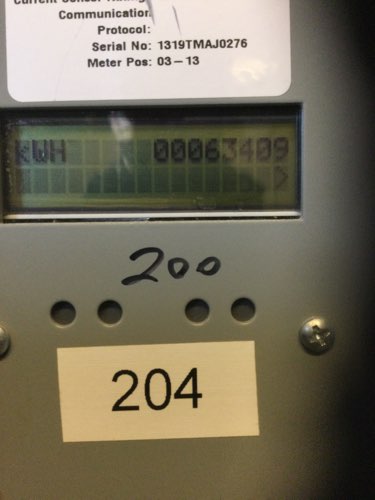 Communication:
Protocol:
Serial No: 1319TMAJ0276
Meter Pos: 03-13
kWH 00063409
>
200
204